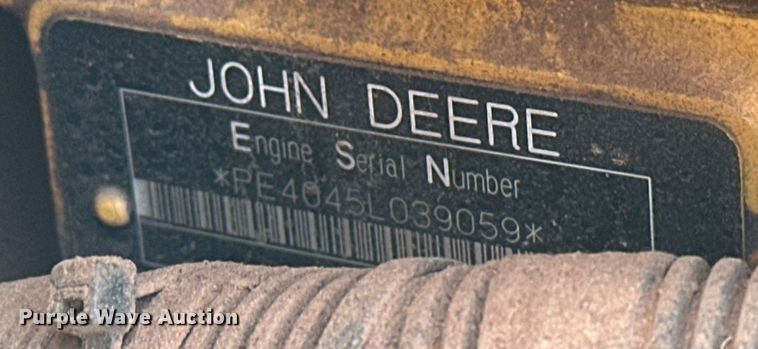 JOHN DEERE
Engine Serial Number
*PE4045L039059*
Purple Wave Auction